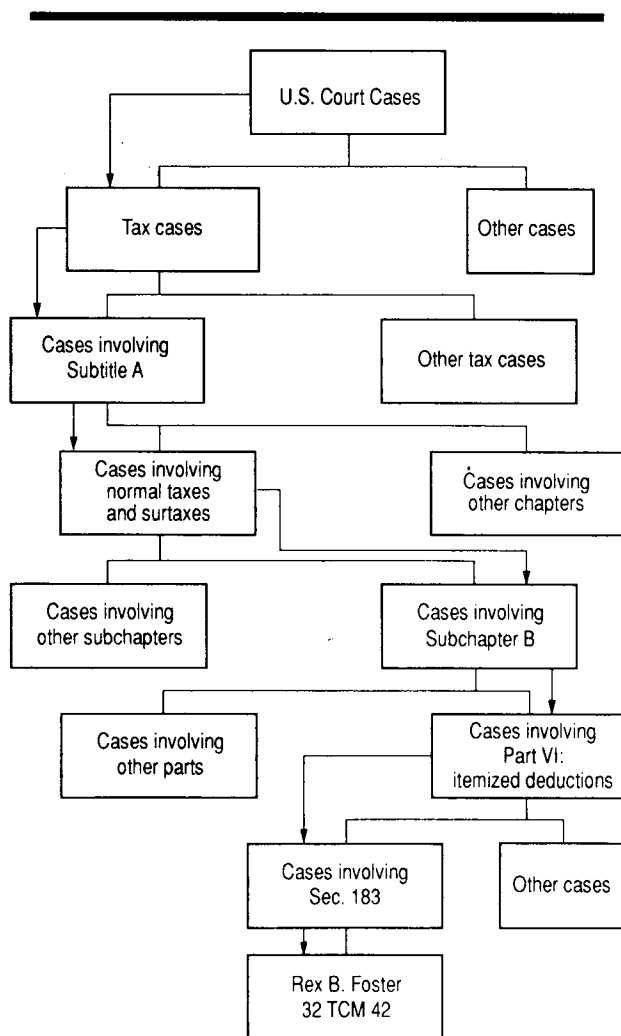 U.S. Court Cases
Tax cases
Other cases
Cases involving
Subtitle A
Other tax cases
Cases involving
normal taxes
and surtaxes
Cases involving
other chapters
Cases involving
other subchapters
Cases involving
Subchapter B
Cases involving
other parts
Cases involving
Part VI:
itemized deductions
Cases involving
Sec. 183
Other cases
Rex B. Foster
32 TCM 42